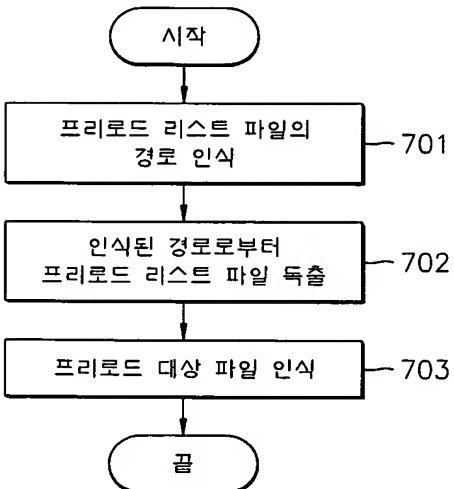 시작
프리로드 리스트 파일의
경로 인식
701
인식된 경로로부터
프리로드 리스트 파일 독출
702
프리로드 대상 파일 인식
703
끝